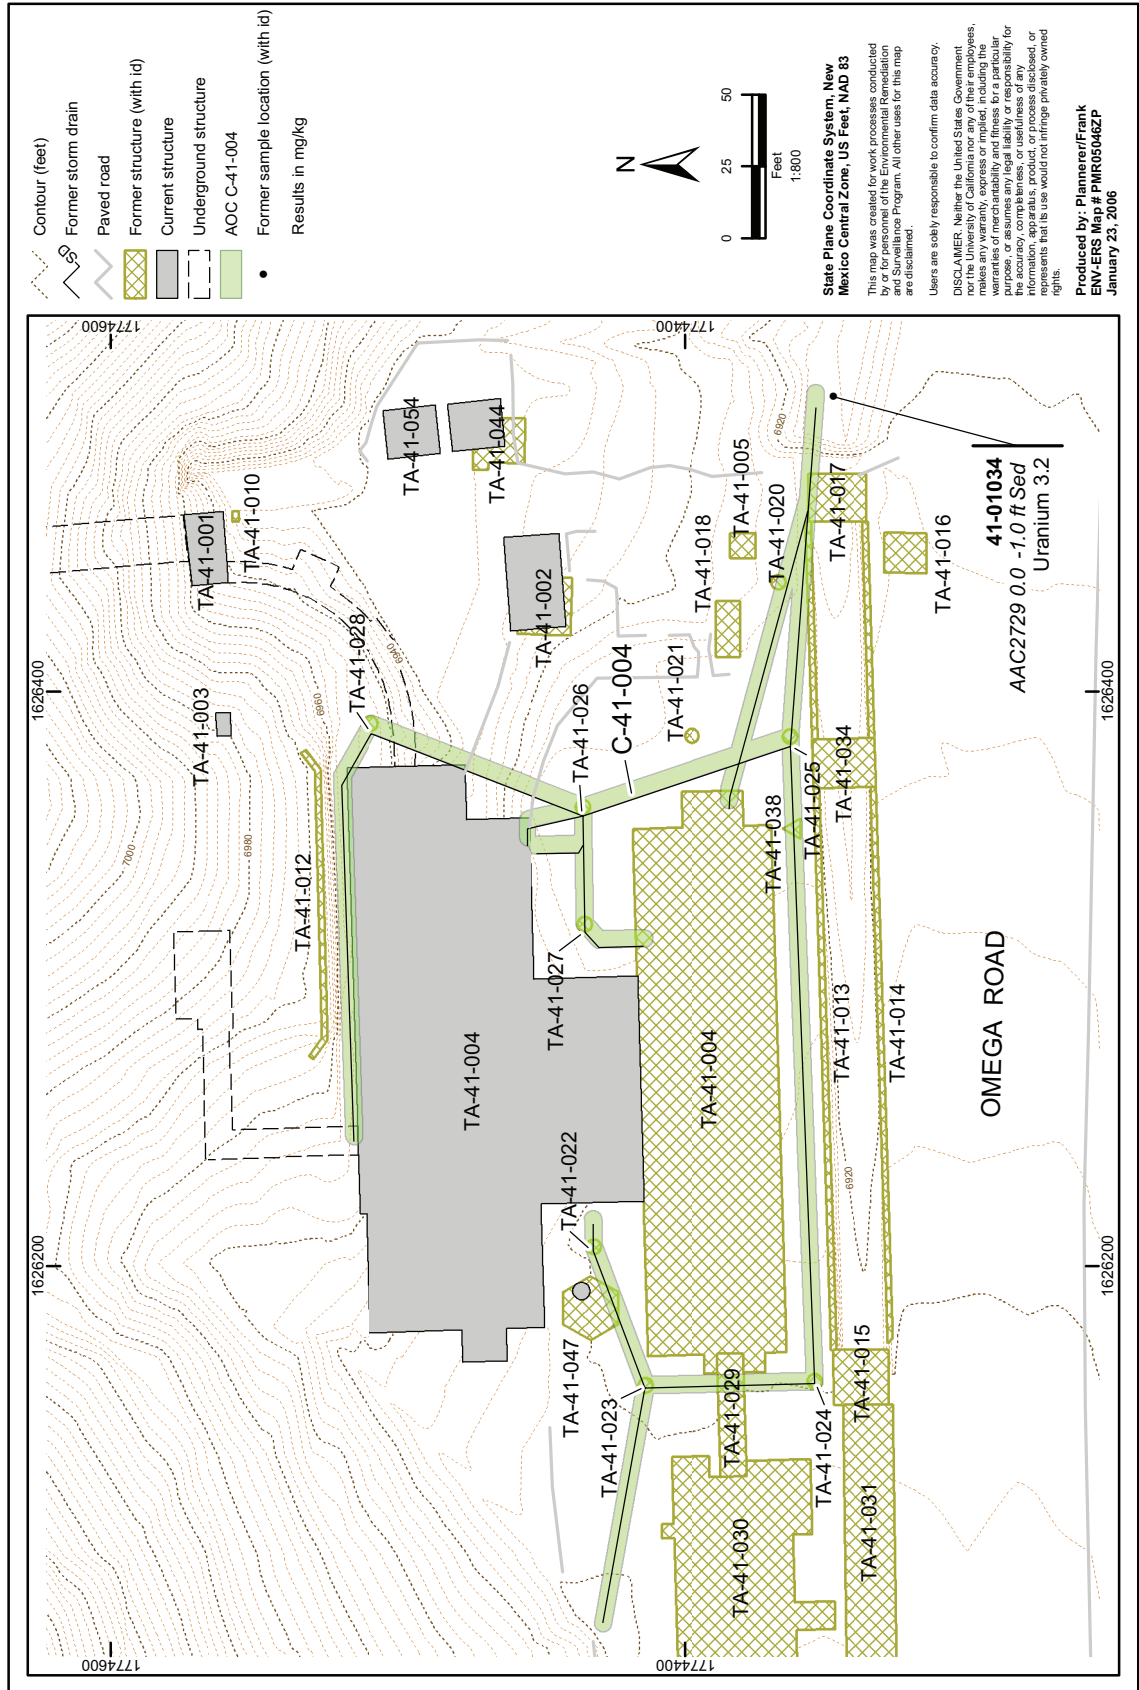 Contour (feet)
SD
Former storm drain
Paved road
Former structure (with id)
Current structure
Underground structure
AOC C-41-004
Former sample location (with id)
Results in mg/kg
N
0
25
50
Feet
1:800
State Plane Coordinate System, New
Mexico Central Zone, US Feet, NAD 83
This map was created for work processes conducted
by or for personnel of the Environmental Remediation
and Surveillance Program. All other uses for this map
are disclaimed.
Users are solely responsible to confirm data accuracy.
DISCLAIMER. Neither the United States Government
nor the University of California nor any of their employees,
makes any warranty, express or implied, including the
warranties of merchantability and fitness for a particular
purpose, or assumes any legal liability or responsibility for
the accuracy, completeness, or usefulness of any
information, apparatus, product, or process disclosed, or
represents that its use would not infringe privately owned
rights.
Produced by: Plannerer/Frank
ENV-ERS Map # PMR05046ZP
January 23, 2006
1626200
1626400
1774600
1774600
7000
6980
6960
6940
TA-41-003
TA-41-001
TA-41-010
TA-41-012
TA-41-028
TA-41-054
TA-41-044
TA-41-002
TA-41-004
TA-41-022
TA-41-027
TA-41-026
C-41-004
TA-41-047
TA-41-023
TA-41-021
TA-41-018
TA-41-005
TA-41-020
6920
1774400
1774400
TA-41-030
TA-41-029
TA-41-004
TA-41-038
TA-41-025
TA-41-024
TA-41-034
TA-41-017
TA-41-031
TA-41-015
6920
TA-41-013
TA-41-014
TA-41-016
OMEGA ROAD
41-01034
AAC2729 0.0 -1.0 ft Sed
Uranium 3.2
1626200
1626400